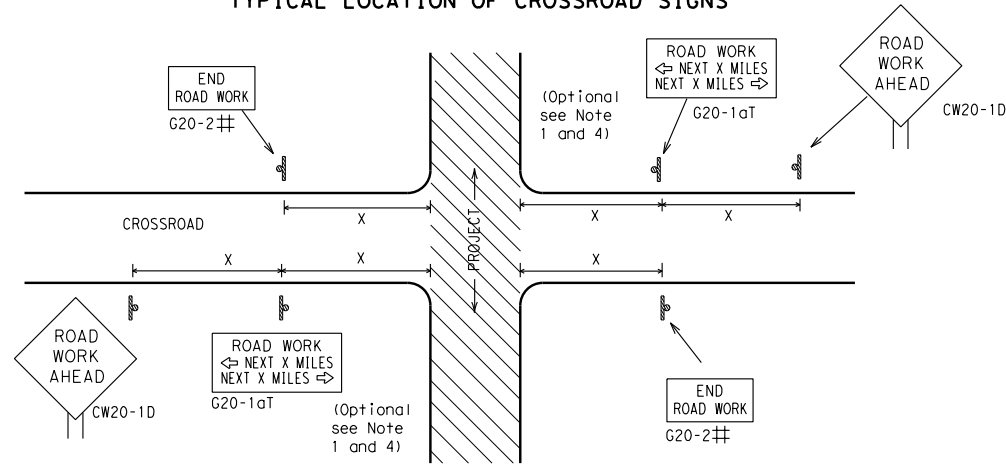 TYPICAL LOCATION OF CROSSROAD SIGNS
ROAD WORK
⇦ NEXT X MILES
NEXT X MILES ⇨
G20-1aT
ROAD
WORK
AHEAD
CW20-1D
END
ROAD WORK
G20-2#
(Optional
see Note
1 and 4)
X
X
X
CROSSROAD
PROJECT
X
X
X
ROAD
WORK
AHEAD
CW20-1D
ROAD WORK
⇦ NEXT X MILES
NEXT X MILES ⇨
G20-1aT
(Optional
see Note
1 and 4)
END
ROAD WORK
G20-2#